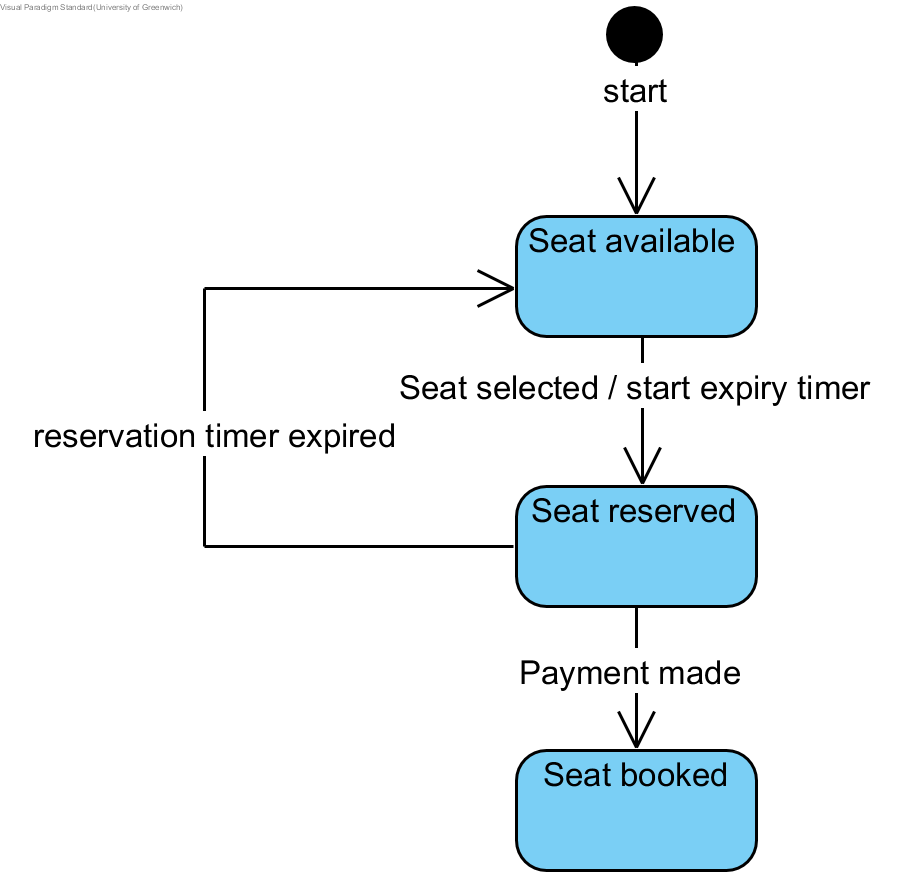 Visual Paradigm Standard(University of Greenwich)
start
Seat available
Seat selected / start expiry timer
reservation timer expired
Seat reserved
Payment made
Seat booked